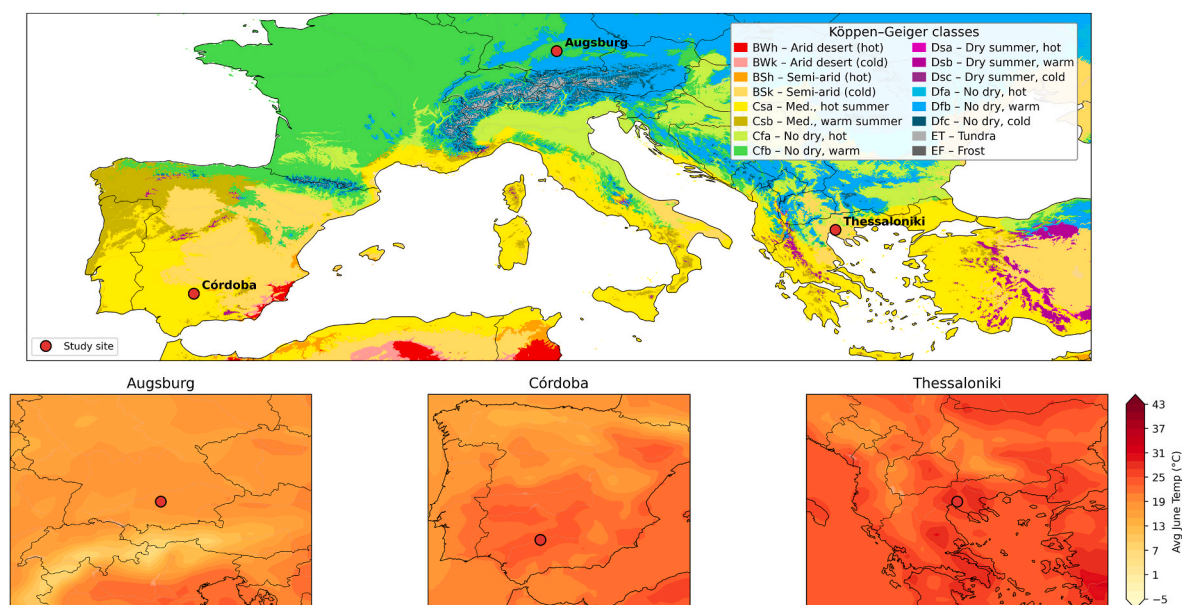 Augsburg
Córdoba
Thessaloniki
Study site
Köppen–Geiger classes
BWh – Arid desert (hot)
BWk – Arid desert (cold)
BSh – Semi-arid (hot)
BSk – Semi-arid (cold)
Csa – Med., hot summer
Csb – Med., warm summer
Cfa – No dry, hot
Cfb – No dry, warm
Dsa – Dry summer, hot
Dsb – Dry summer, warm
Dsc – Dry summer, cold
Dfa – No dry, hot
Dfb – No dry, warm
Dfc – No dry, cold
ET – Tundra
EF – Frost
Augsburg
Córdoba
Thessaloniki
43
37
31
25
19
13
7
1
−5
Avg June Temp (°C)